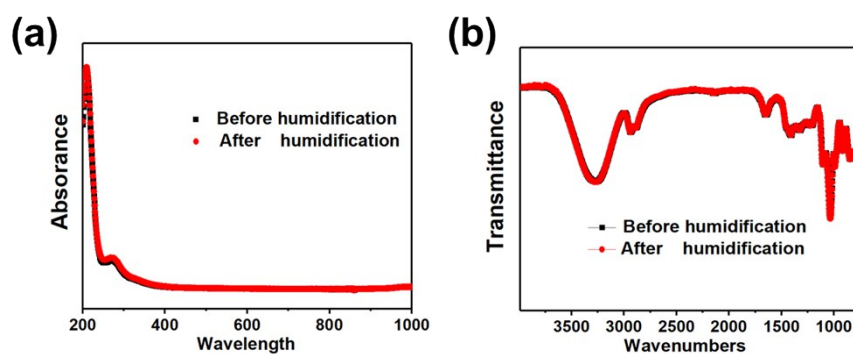 (a)
Absorance
Before humidification
After humidification
200 400 600 800 1000
Wavelength
(b)
Transmittance
Before humidification
After humidification
3500 3000 2500 2000 1500 1000
Wavenumbers